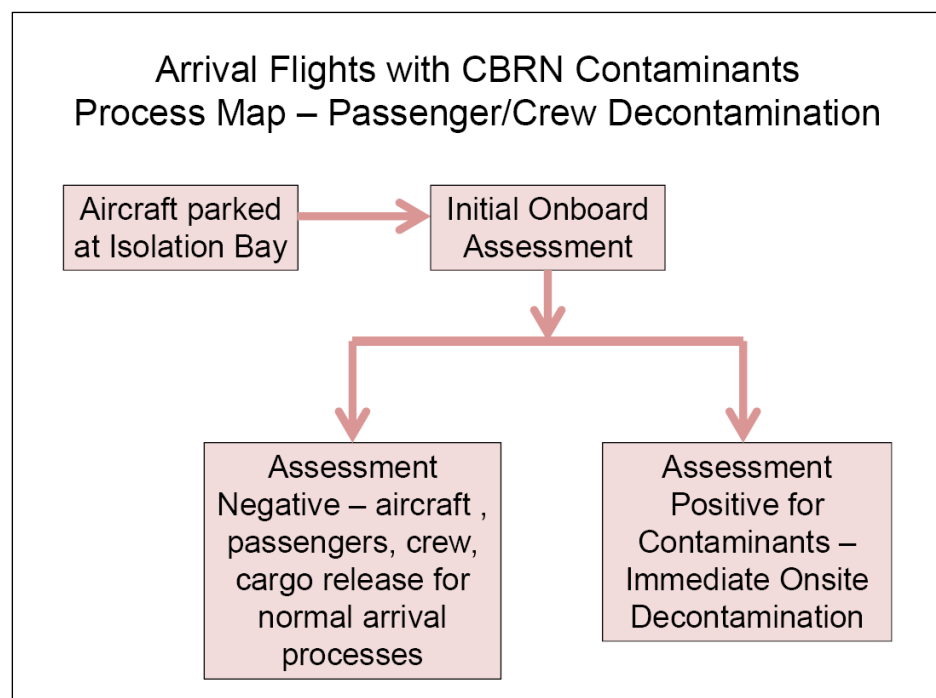 Arrival Flights with CBRN Contaminants
Process Map – Passenger/Crew Decontamination
Aircraft parked
at Isolation Bay
Initial Onboard
Assessment
Assessment
Negative – aircraft ,
passengers, crew,
cargo release for
normal arrival
processes
Assessment
Positive for
Contaminants –
Immediate Onsite
Decontamination